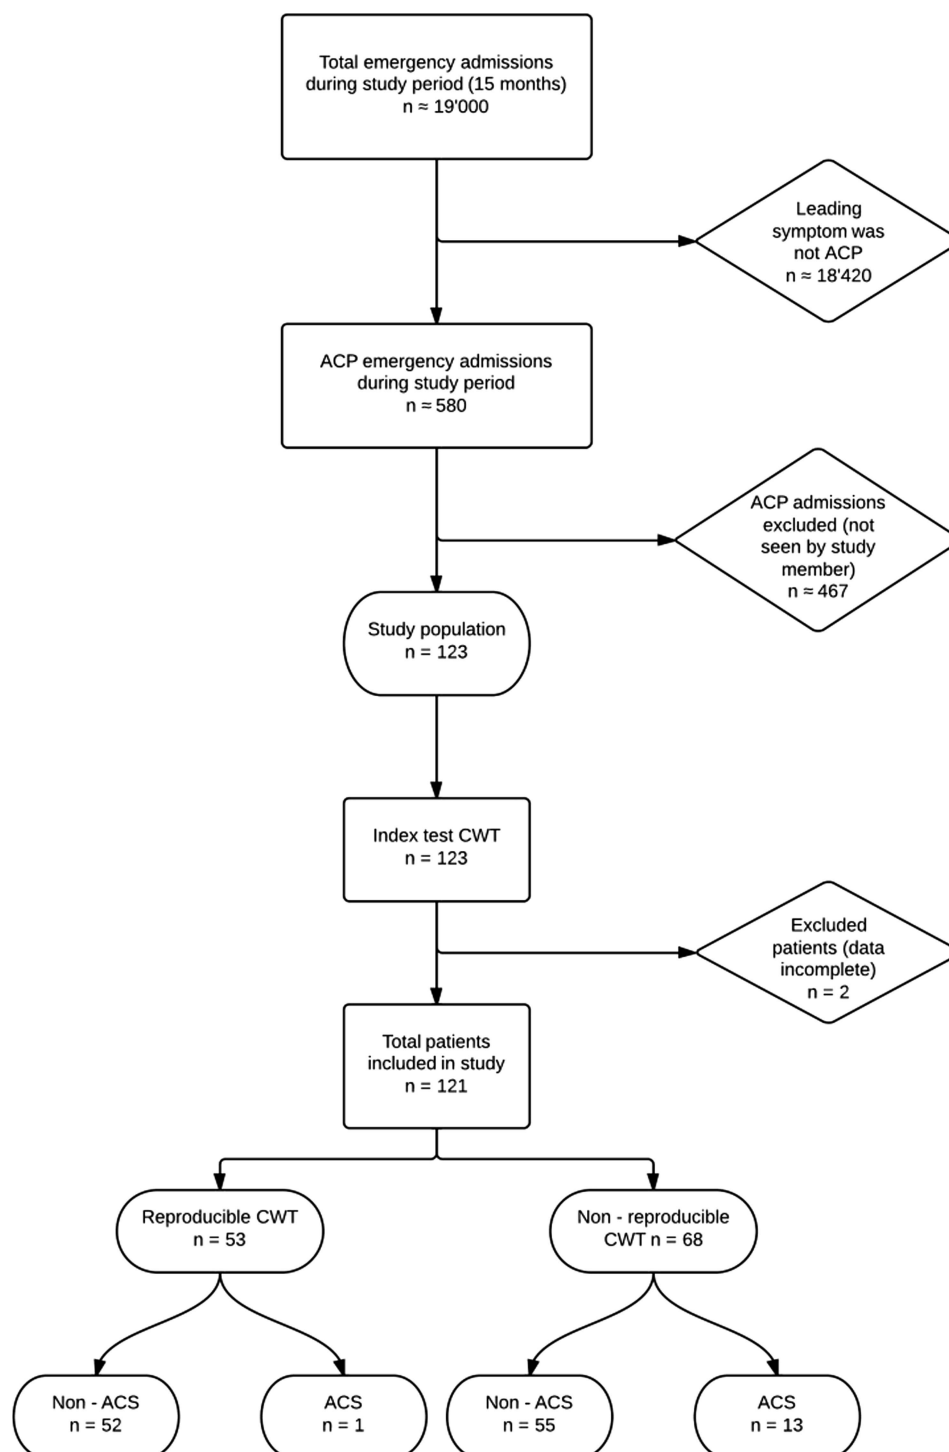 Total emergency admissions
during study period (15 months)
n ≈ 19'000
Leading
symptom was
not ACP
n ≈ 18'420
ACP emergency admissions
during study period
n ≈ 580
ACP admissions
excluded (not
seen by study
member)
n ≈ 467
Study population
n = 123
Index test CWT
n = 123
Excluded
patients (data
incomplete)
n = 2
Total patients
included in study
n = 121
Reproducible CWT
n = 53
Non - reproducible
CWT n = 68
Non - ACS
n = 52
ACS
n = 1
Non - ACS
n = 55
ACS
n = 13